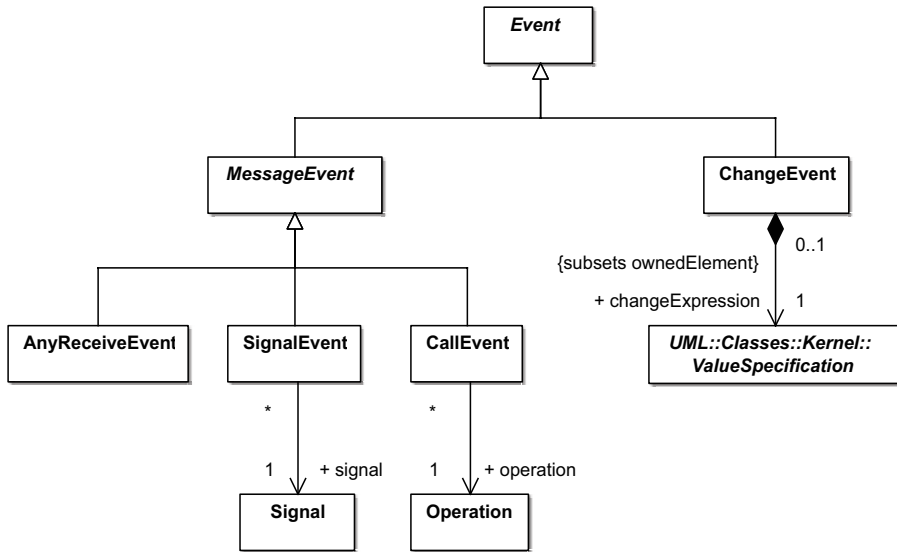 Event
MessageEvent
ChangeEvent
0..1
{subsets ownedElement}
+ changeExpression
1
AnyReceiveEvent
SignalEvent
CallEvent
UML::Classes::Kernel::
ValueSpecification
*
*
1
+ signal
1
+ operation
Signal
Operation